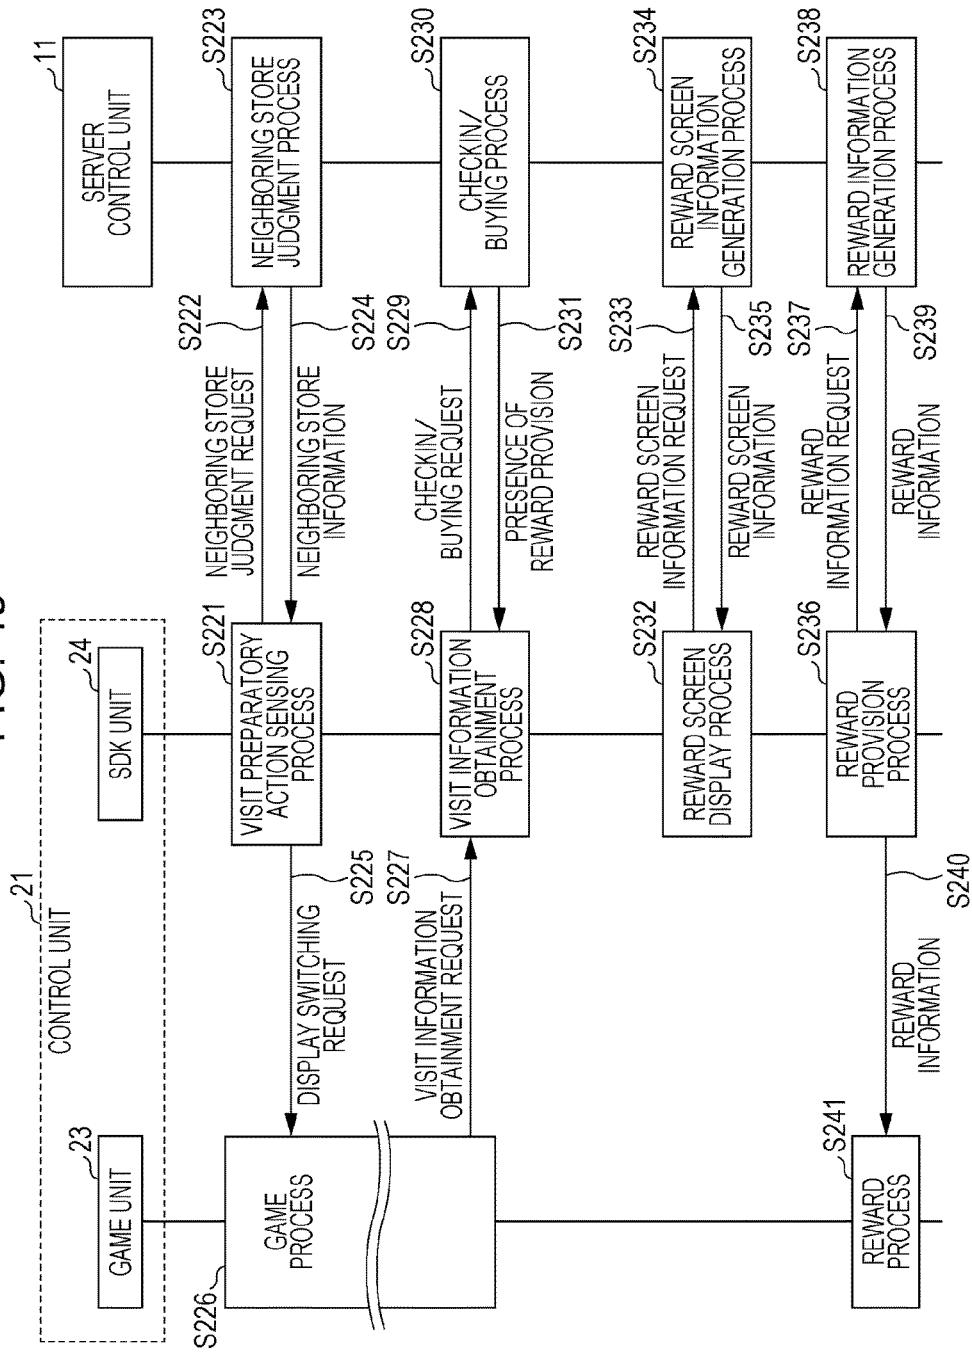 21
CONTROL UNIT
23
GAME UNIT
24
SDK UNIT
11
SERVER
CONTROL UNIT
S226
GAME
PROCESS
DISPLAY SWITCHING
REQUEST
S225
S221
VISIT PREPARATORY
ACTION SENSING
PROCESS
NEIGHBORING STORE
JUDGMENT REQUEST
S222
NEIGHBORING STORE
INFORMATION
S224
S223
NEIGHBORING STORE
JUDGMENT PROCESS
VISIT INFORMATION
OBTAINMENT REQUEST
S227
S228
VISIT INFORMATION
OBTAINMENT
PROCESS
CHECKIN/
BUYING REQUEST
S229
PRESENCE OF
REWARD PROVISION
S231
S230
CHECKIN/
BUYING PROCESS
S232
REWARD SCREEN
DISPLAY PROCESS
REWARD SCREEN
INFORMATION REQUEST
S233
REWARD SCREEN
INFORMATION
S235
S234
REWARD SCREEN
INFORMATION
GENERATION PROCESS
S241
REWARD
PROCESS
REWARD
INFORMATION
S240
S236
REWARD
PROVISION
PROCESS
REWARD
INFORMATION REQUEST
S237
REWARD
INFORMATION
S239
S238
REWARD INFORMATION
GENERATION PROCESS